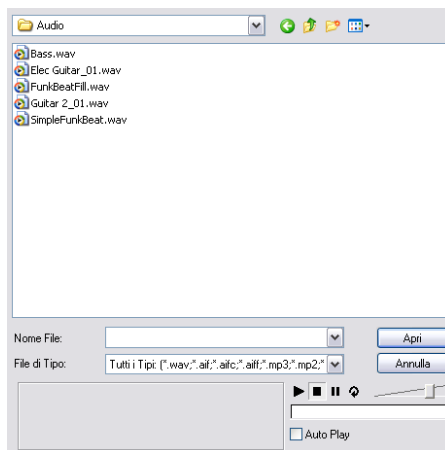 Audio
Bass.wav
Elec Guitar_01.wav
FunkBeatFill.wav
Guitar 2_01.wav
SimpleFunkBeat.wav
Nome File:
Apri
File di Tipo: Tutti i Tipi: (*.wav;*.aif;*.aifc;*.aiff;*.mp3;*.mp2;*
Annulla
Auto Play